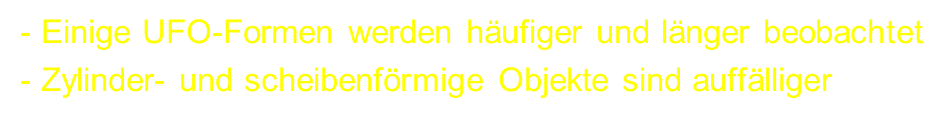 - Einige UFO-Formen werden häufiger und länger beobachtet
- Zylinder- und scheibenförmige Objekte sind auffälliger